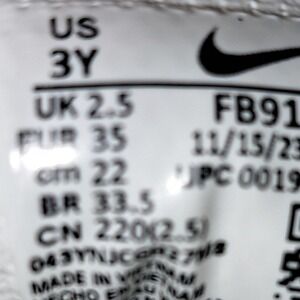 US
3Y
UK 2.5 FB91
EUR 35 11/15/23
cm 22 UPC 0019
BR 33.5
CN 220(2.5)
MADE IN VIETNAM